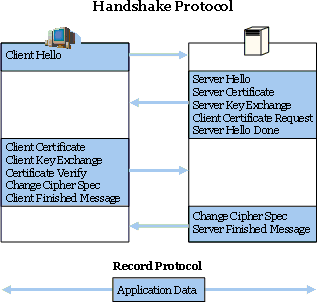 Handshake Protocol
Client Hello
Server Hello
Server Certificate
Server Key Exchange
Client Certificate Request
Server Hello Done
Client Certificate
Client Key Exchange
Certificate Verify
Change Cipher Spec
Client Finished Message
Change Cipher Spec
Server Finished Message
Record Protocol
Application Data